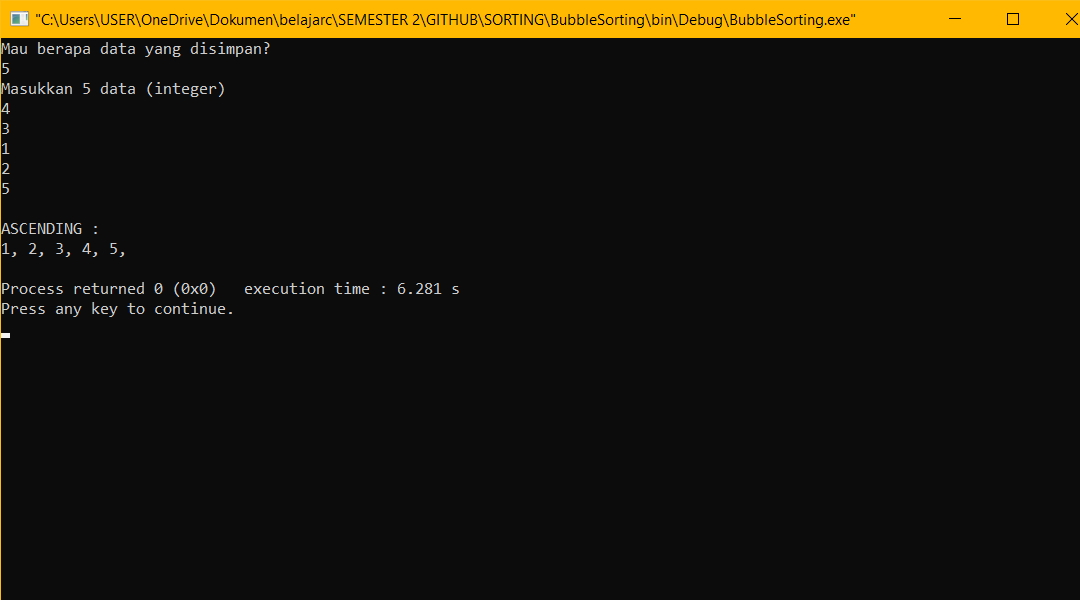 "C:\Users\USER\OneDrive\Dokumen\belajarc\SEMESTER 2\GITHUB\SORTING\BubbleSorting\bin\Debug\BubbleSorting.exe"
Mau berapa data yang disimpan?
5
Masukkan 5 data (integer)
4
3
1
2
5
ASCENDING :
1, 2, 3, 4, 5,
Process returned 0 (0x0)   execution time : 6.281 s
Press any key to continue.